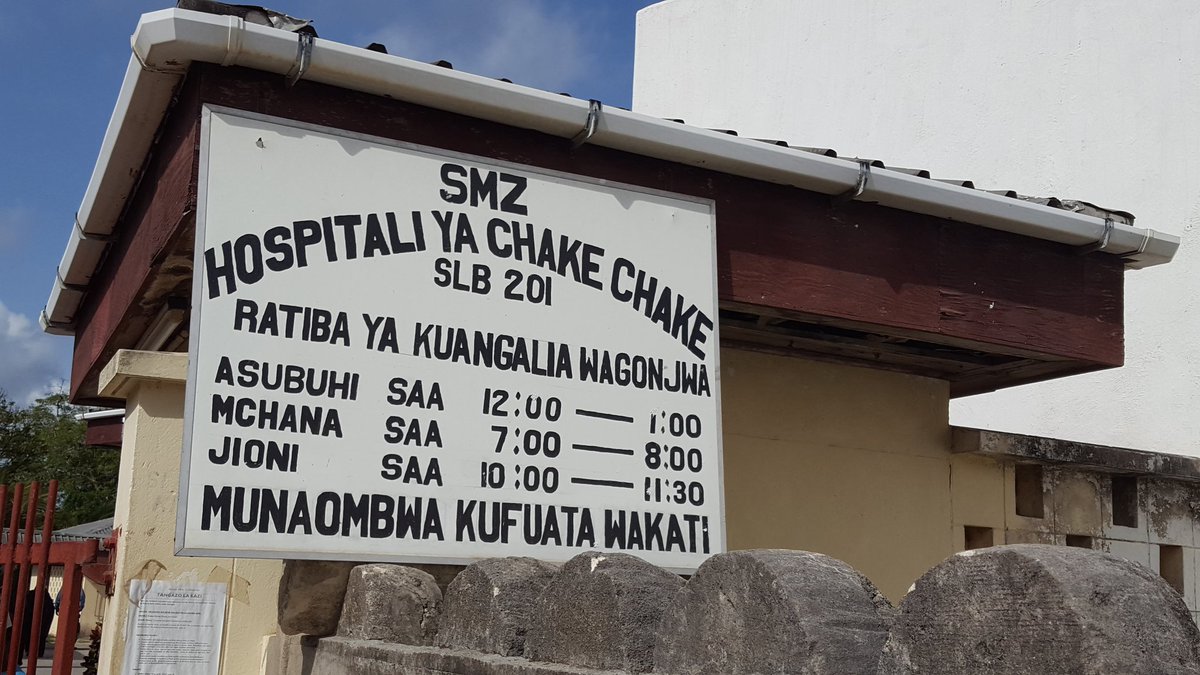 SMZ
HOSPITALI YA CHAKE CHAKE
SLB 201
RATIBA YA KUANGALIA WAGONJWA
ASUBUHI SAA 12:00 — 1:00
MCHANA SAA 7:00 — 8:00
JIONI SAA 10:00 — 11:30
MUNAOMBWA KUFUATA WAKATI
TANGAZO LA KAZI